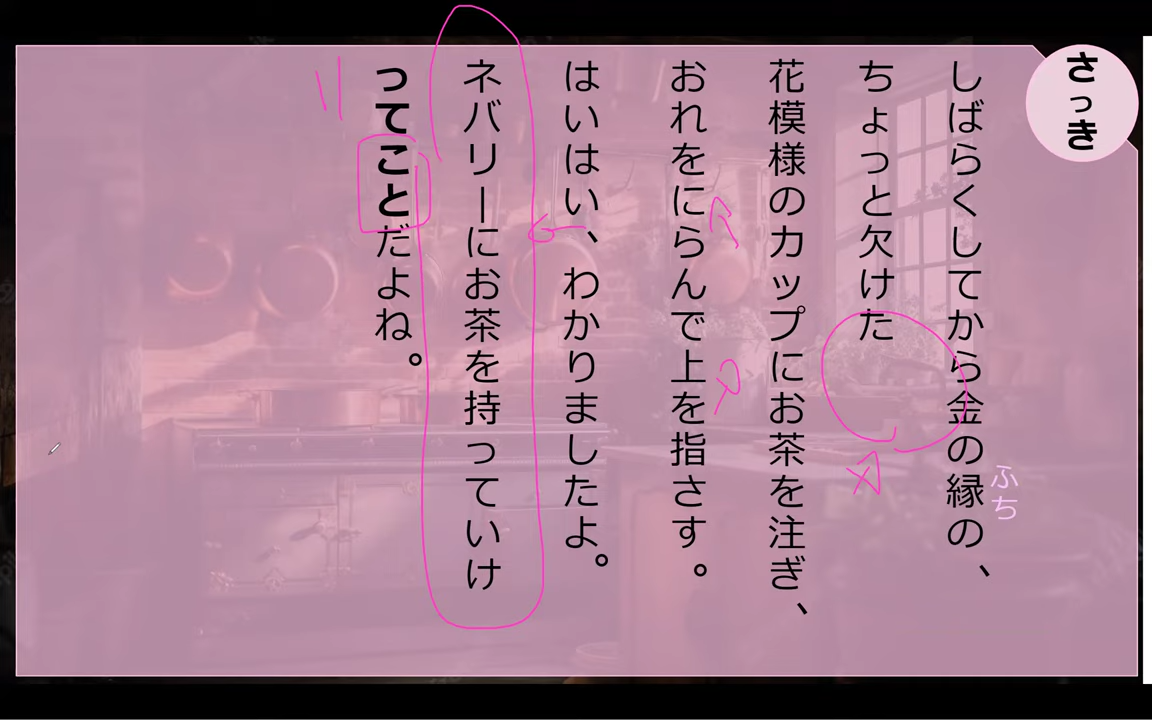 さっき
しばらくしてから金の縁の、
ふち
ちょっと欠けた
花模様のカップにお茶を注ぎ、
おれをにらんで上を指さす。
はいはい、わかりましたよ。
ネバリーにお茶を持っていけ
ってことだよね。